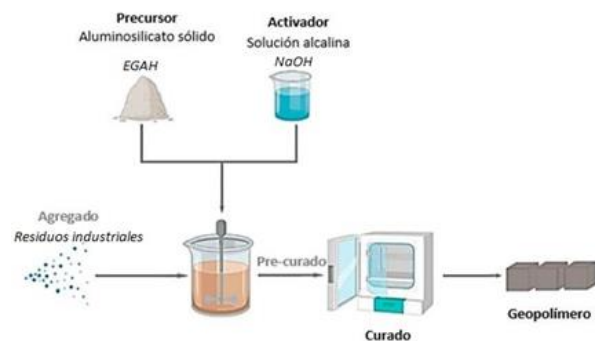 Precursor
Aluminosilicato sólido
EGAH
Activador
Solución alcalina
NaOH
Agregado
Residuos industriales
Pre-curado
Curado
Geopolímero